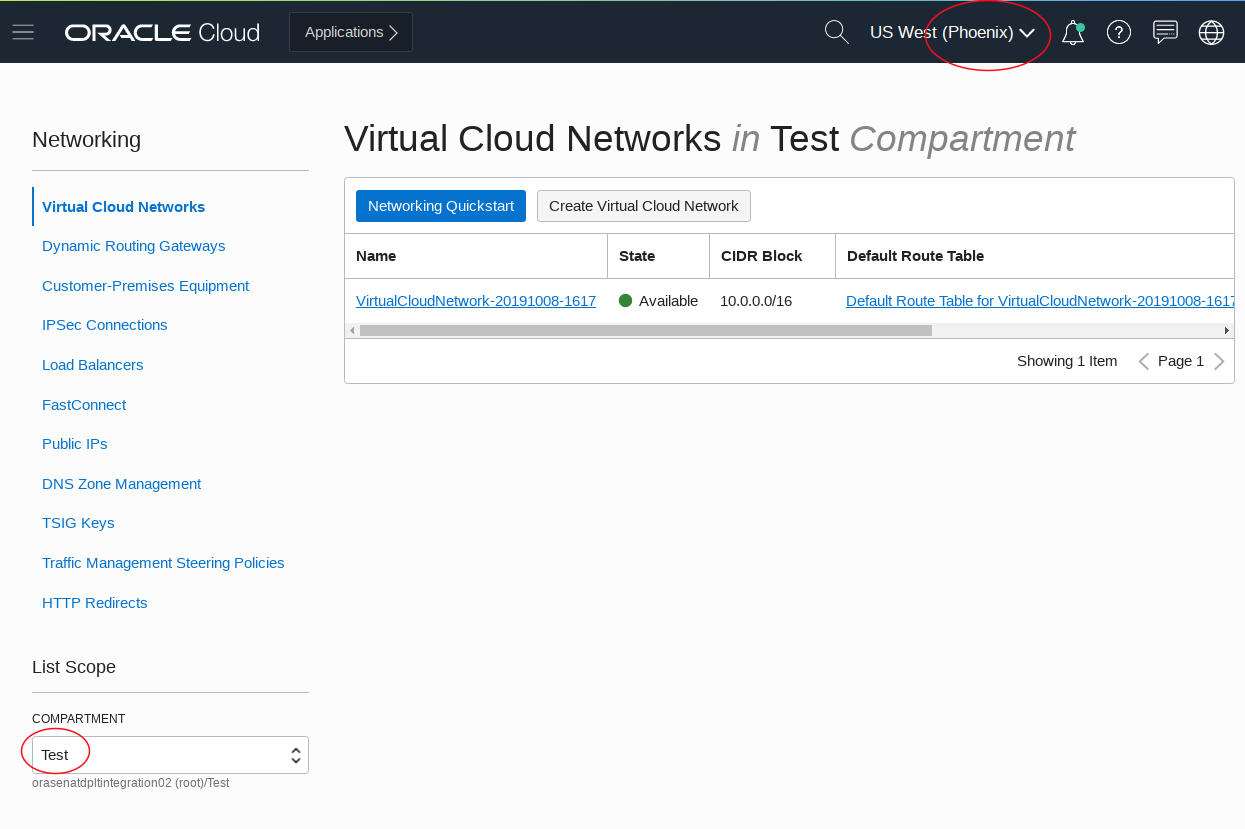 ORACLE Cloud
Applications
US West (Phoenix)
Networking
Virtual Cloud Networks
Dynamic Routing Gateways
Customer-Premises Equipment
IPSec Connections
Load Balancers
FastConnect
Public IPs
DNS Zone Management
TSIG Keys
Traffic Management Steering Policies
HTTP Redirects
List Scope
COMPARTMENT
Test
orasenatdpltintegration02 (root)/Test
Virtual Cloud Networks in Test Compartment
Networking Quickstart Create Virtual Cloud Network
Name State CIDR Block Default Route Table
VirtualCloudNetwork-20191008-1617 Available 10.0.0.0/16 Default Route Table for VirtualCloudNetwork-20191008-1617
Showing 1 Item Page 1